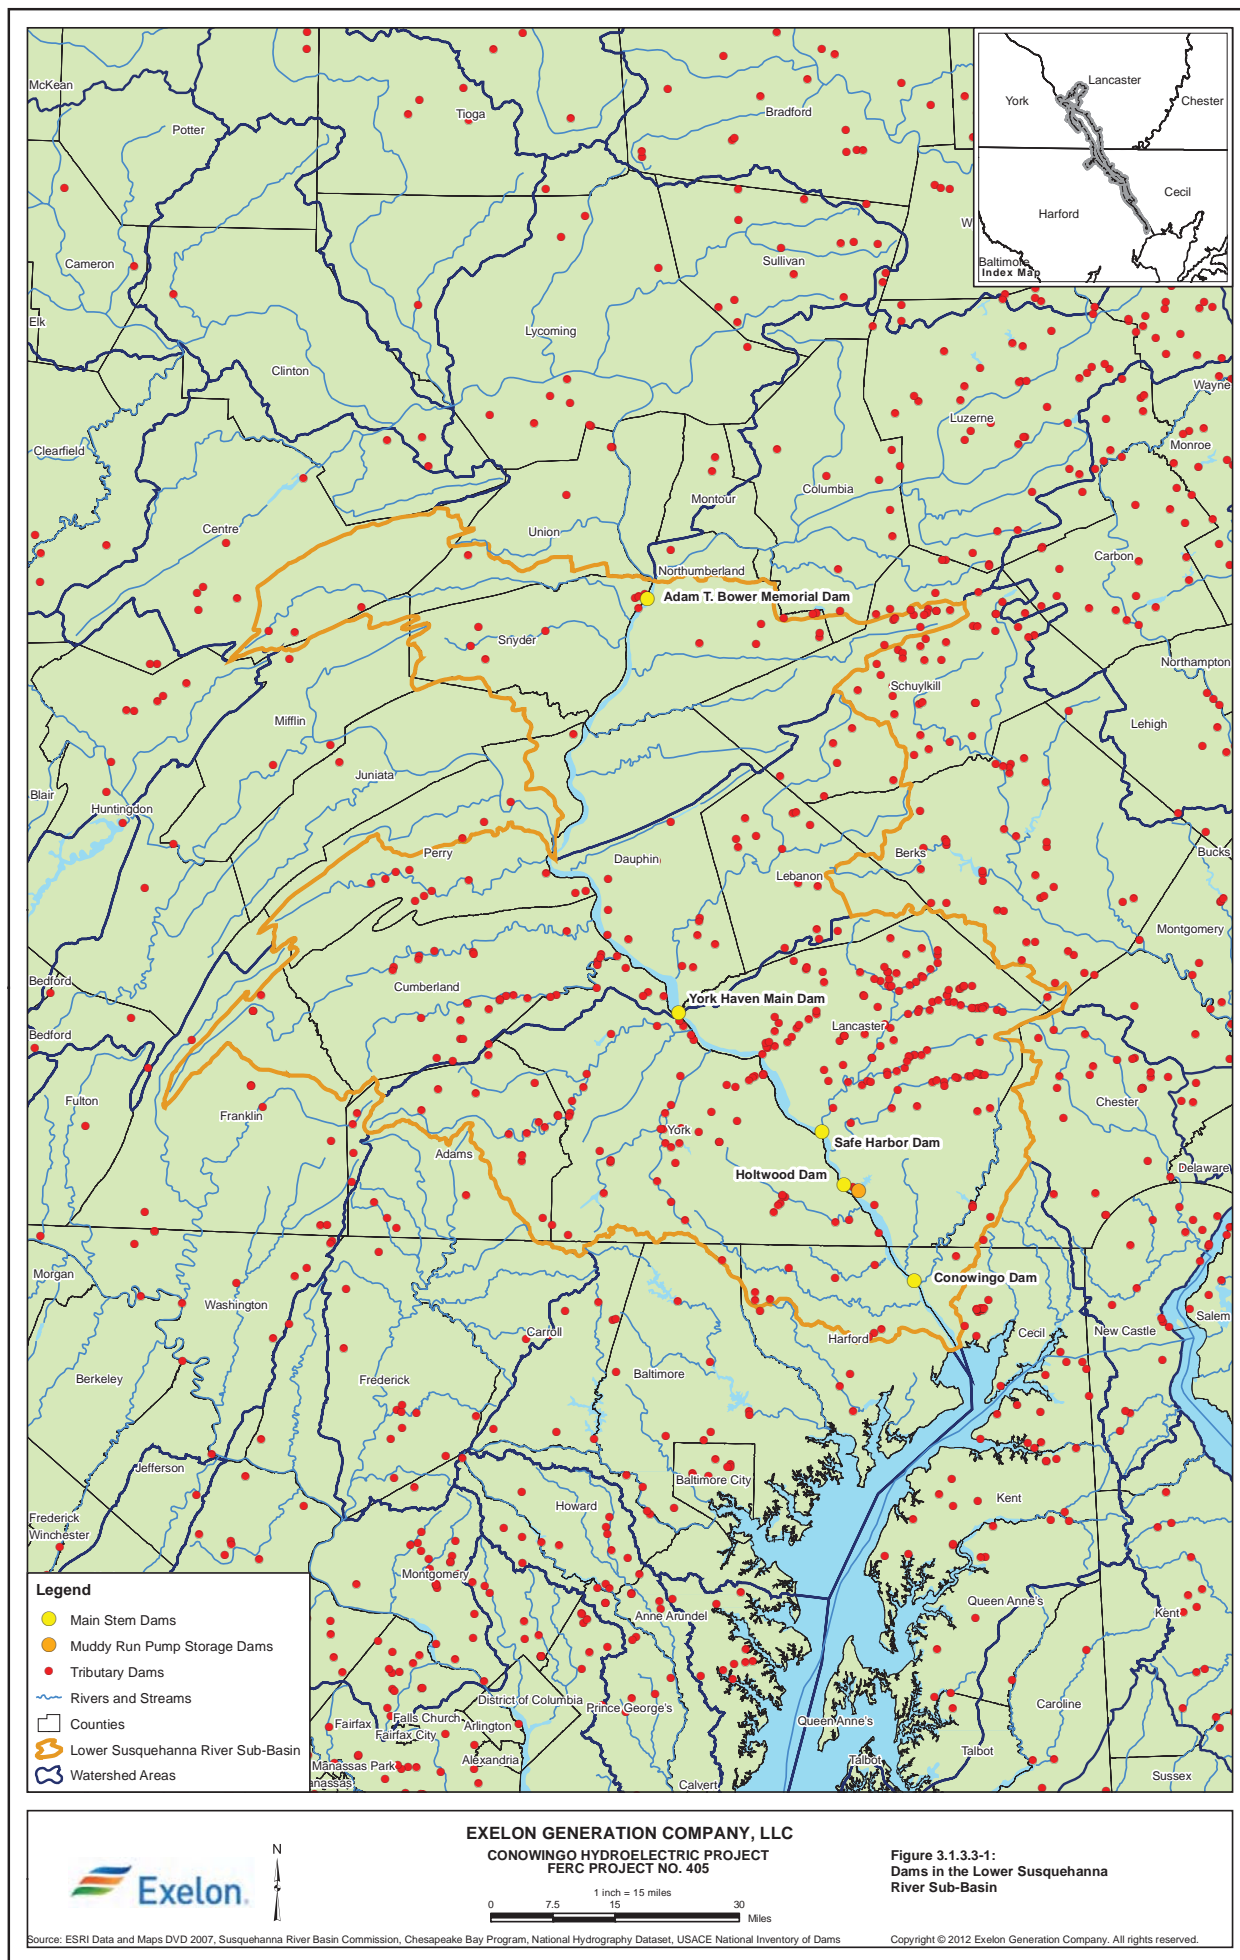 McKean
Potter
Tioga
Bradford
W
Cameron
Elk
Sullivan
Lycoming
Clinton
Clearfield
Wayne
Luzerne
Monroe
Centre
Montour
Columbia
Union
Carbon
Northumberland
Adam T. Bower Memorial Dam
Snyder
Northampton
Schuylkill
Mifflin
Lehigh
Juniata
Blair
Huntingdon
Perry
Dauphin
Berks
Bucks
Lebanon
Montgomery
Bedford
Cumberland
York Haven Main Dam
Bedford
Lancaster
Fulton
Franklin
Chester
York
Adams
Safe Harbor Dam
Holtwood Dam
Delaware
Morgan
Conowingo Dam
Washington
Carroll
Harford
Cecil
New Castle
Salem
Berkeley
Frederick
Baltimore
Jefferson
Baltimore City
Howard
Kent
Frederick
Winchester
Montgomery
Anne Arundel
Queen Anne's
Kent
District of Columbia
Prince George's
Caroline
Fairfax
Falls Church
Fairfax City
Arlington
Queen Anne's
Talbot
Talbot
Manassas Park
Alexandria
anassas
Calvert
Sussex
York
Lancaster
Chester
Cecil
Harford
Baltimore
Index Map
Legend
Main Stem Dams
Muddy Run Pump Storage Dams
Tributary Dams
Rivers and Streams
Counties
Lower Susquehanna River Sub-Basin
Watershed Areas
Exelon.
N
EXELON GENERATION COMPANY, LLC
CONOWINGO HYDROELECTRIC PROJECT
FERC PROJECT NO. 405
1 inch = 15 miles
0 7.5 15 30
Miles
Figure 3.1.3.3-1:
Dams in the Lower Susquehanna
River Sub-Basin
Source: ESRI Data and Maps DVD 2007, Susquehanna River Basin Commission, Chesapeake Bay Program, National Hydrography Dataset, USACE National Inventory of Dams
Copyright © 2012 Exelon Generation Company. All rights reserved.